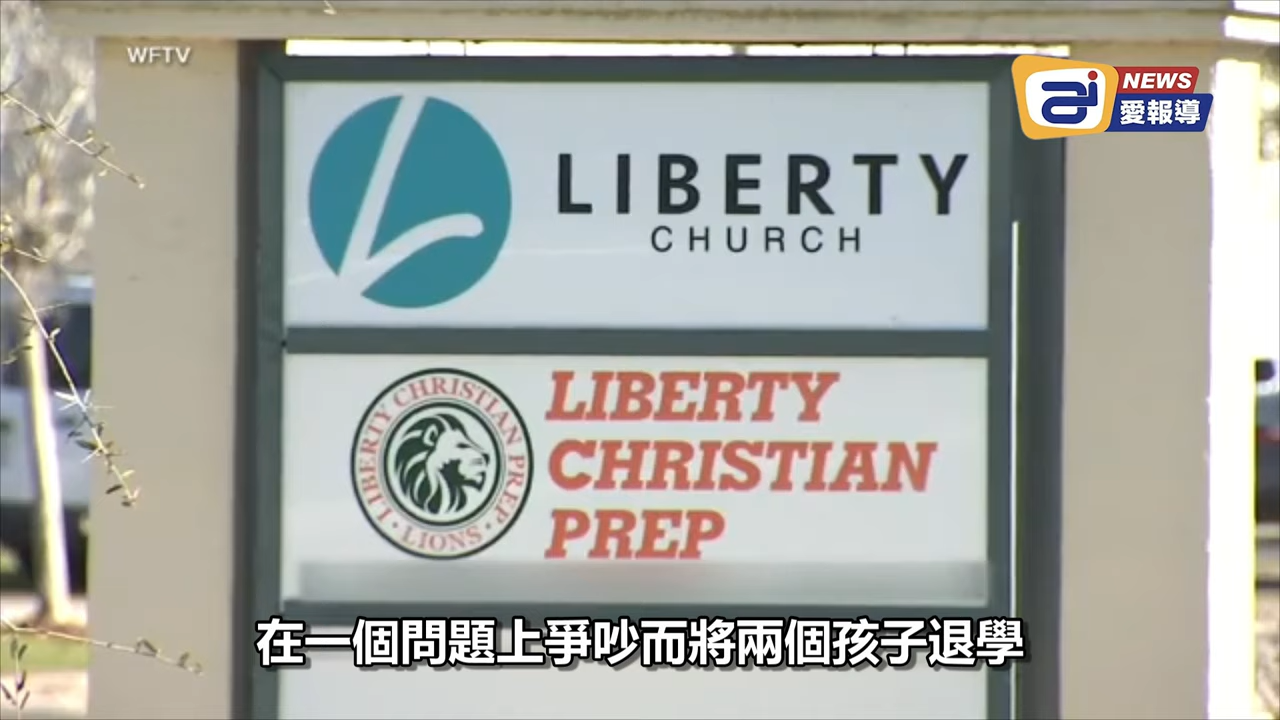 WFTV
ai NEWS
愛報導
LIBERTY
CHURCH
LIBERTY CHRISTIAN PREP
· LIONS ·
LIBERTY
CHRISTIAN
PREP
在一個問題上爭吵而將兩個孩子退學